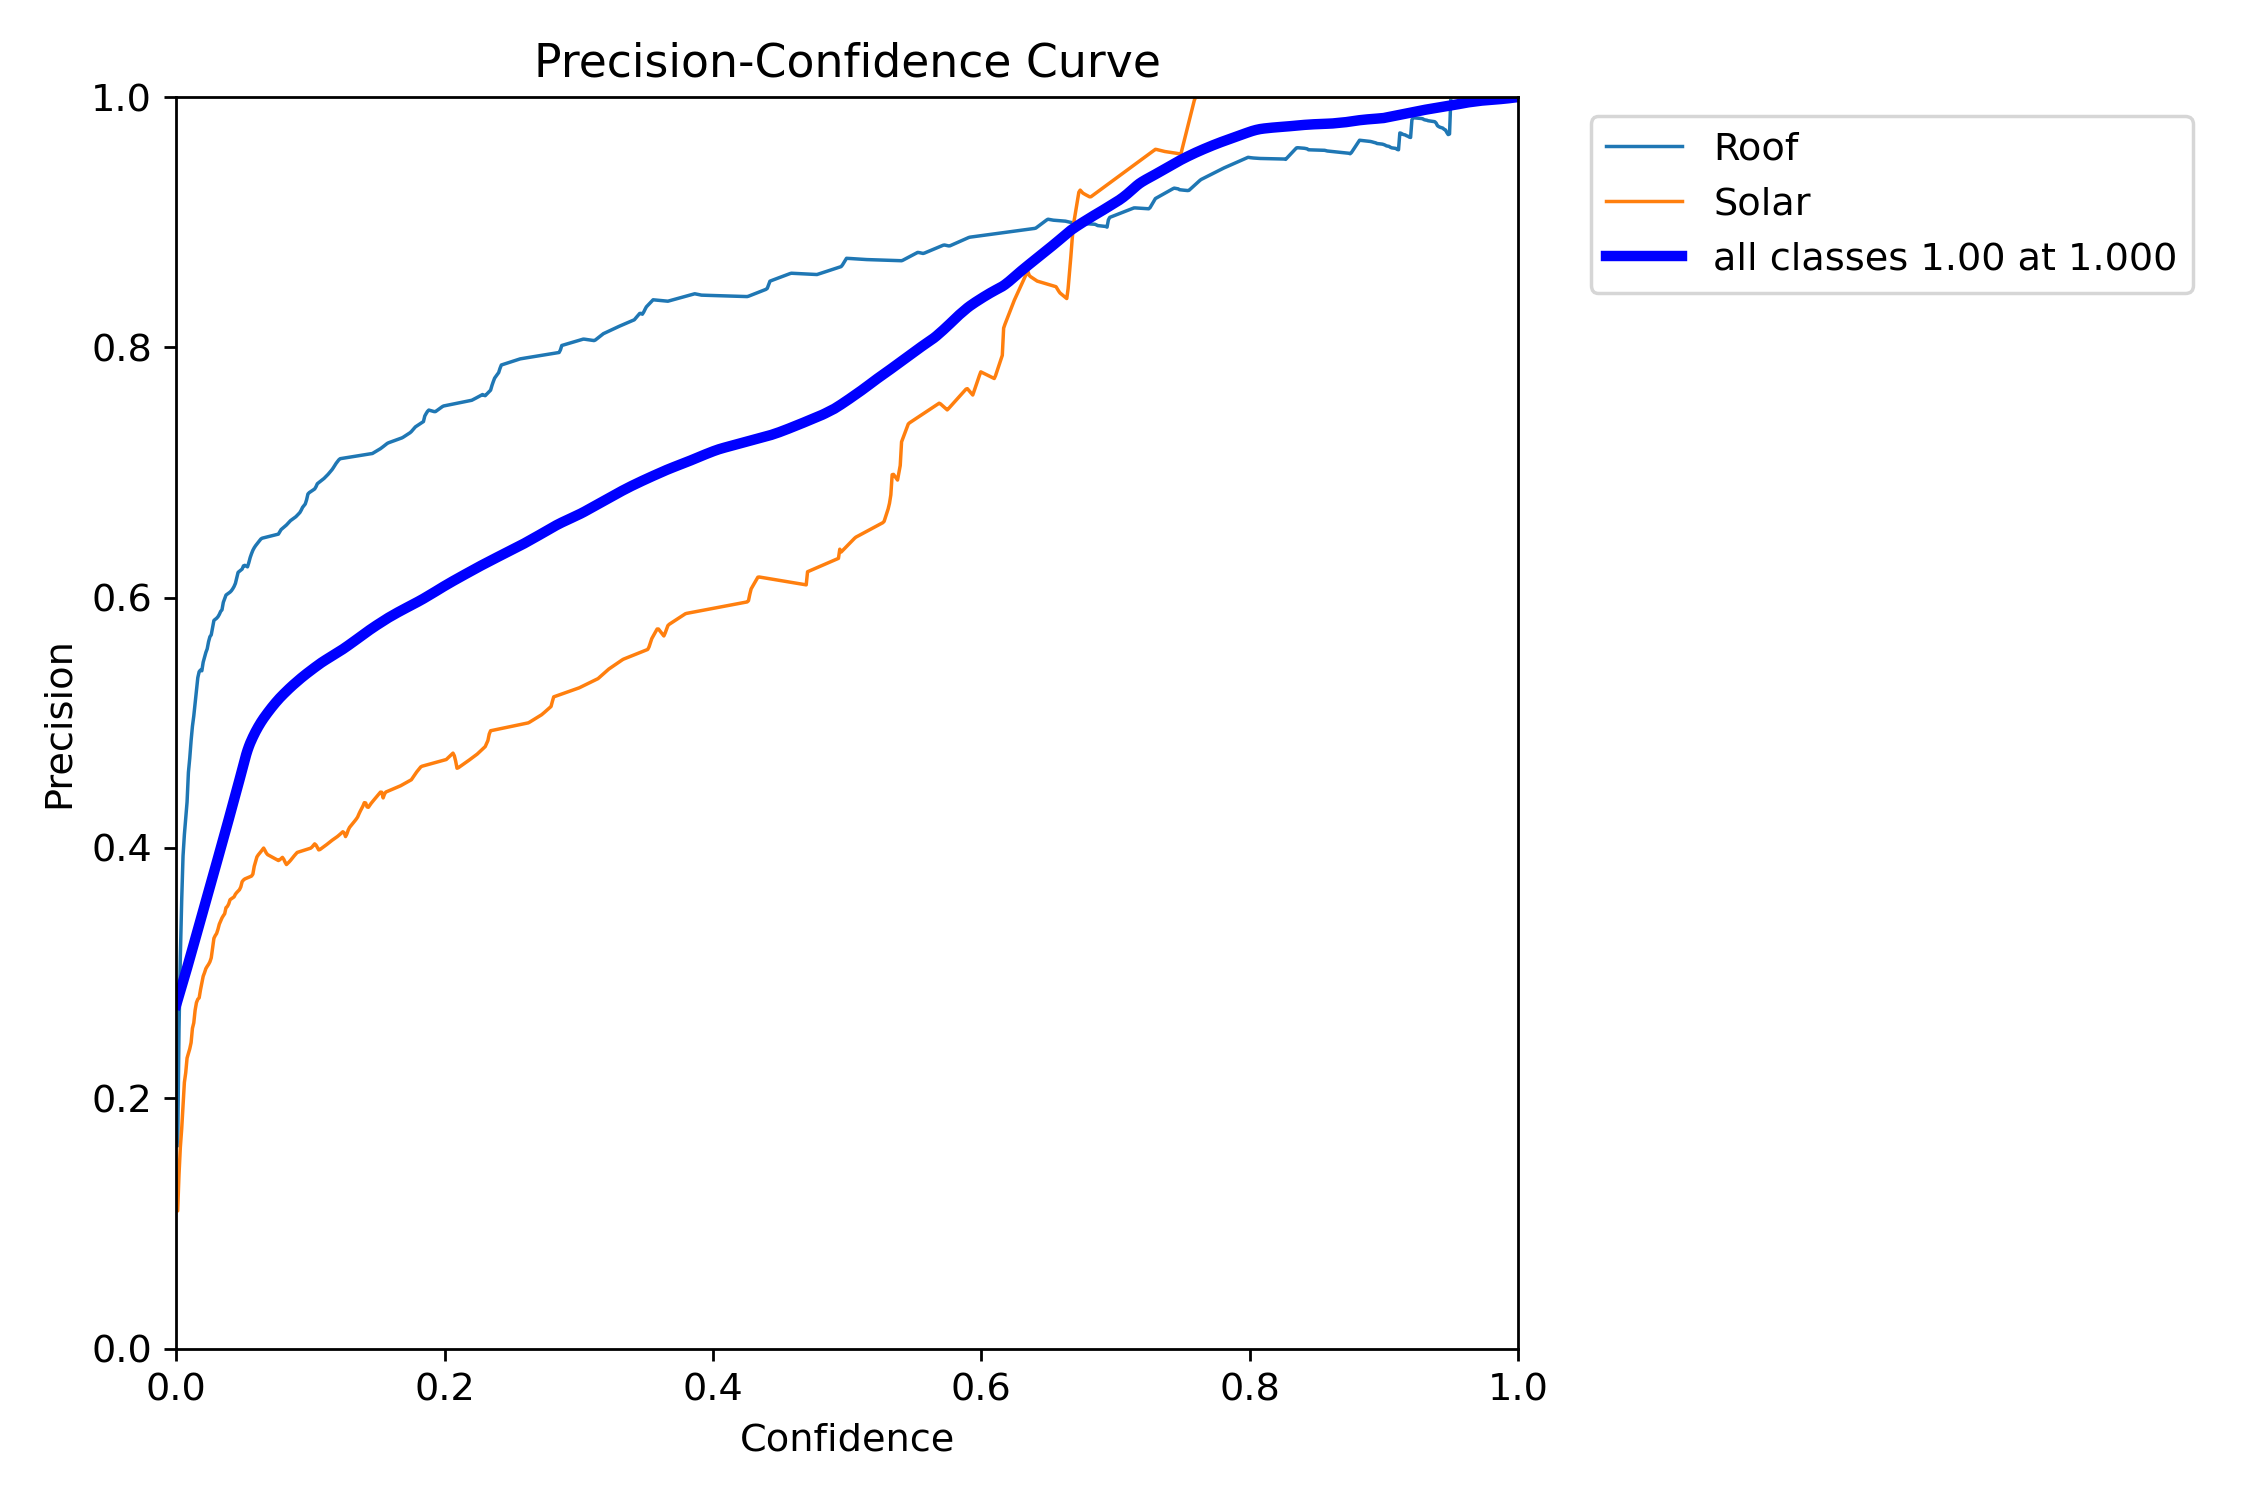 Precision-Confidence Curve
1.0
0.8
0.6
0.4
0.2
0.0
Precision
0.0 0.2 0.4 0.6 0.8 1.0
Confidence
Roof
Solar
all classes 1.00 at 1.000